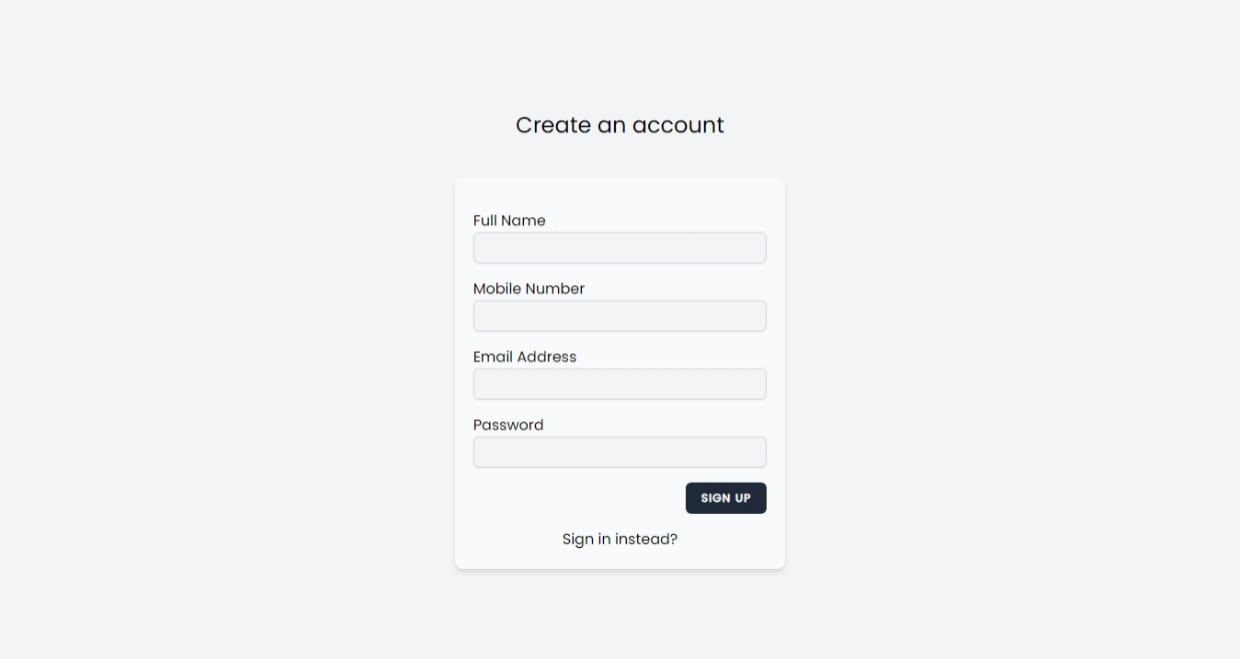 Create an account
Full Name
Mobile Number
Email Address
Password
SIGN UP
Sign in instead?